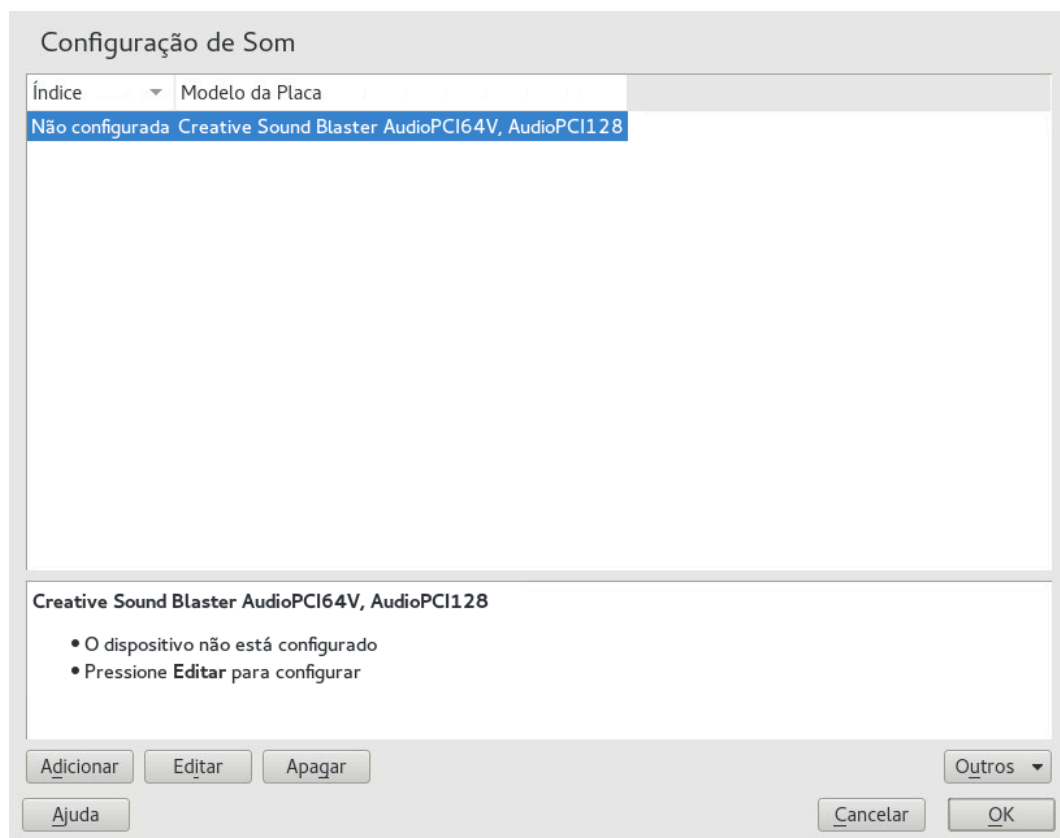 Configuração de Som
Índice Modelo da Placa
Não configurada Creative Sound Blaster AudioPCI64V, AudioPCI128
Creative Sound Blaster AudioPCI64V, AudioPCI128
• O dispositivo não está configurado
• Pressione Editar para configurar
Adicionar Editar Apagar Outros
Ajuda Cancelar OK